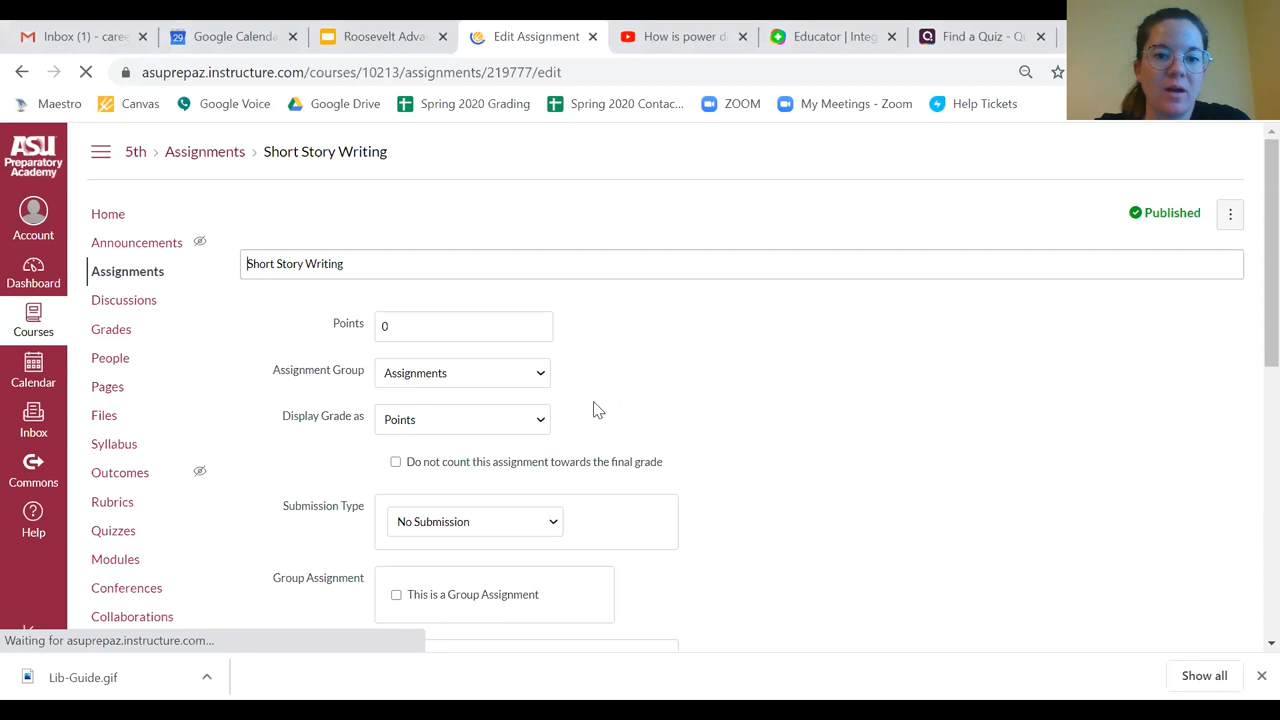 Inbox (1) - caree
Google Calenda
Roosevelt Advan
Edit Assignment
How is power di
Educator | Integ
Find a Quiz - Qu
asuprepaz.instructure.com/courses/10213/assignments/219777/edit
Maestro
Canvas
Google Voice
Google Drive
Spring 2020 Grading
Spring 2020 Contac...
ZOOM
My Meetings - Zoom
Help Tickets
ASU
Preparatory
Academy
5th > Assignments > Short Story Writing
Account
Dashboard
Courses
Calendar
Inbox
Commons
Help
Home
Announcements
Assignments
Discussions
Grades
People
Pages
Files
Syllabus
Outcomes
Rubrics
Quizzes
Modules
Conferences
Collaborations
Published
Short Story Writing
Points
0
Assignment Group
Assignments
Display Grade as
Points
Do not count this assignment towards the final grade
Submission Type
No Submission
Group Assignment
This is a Group Assignment
Waiting for asuprepaz.instructure.com...
Lib-Guide.gif
Show all